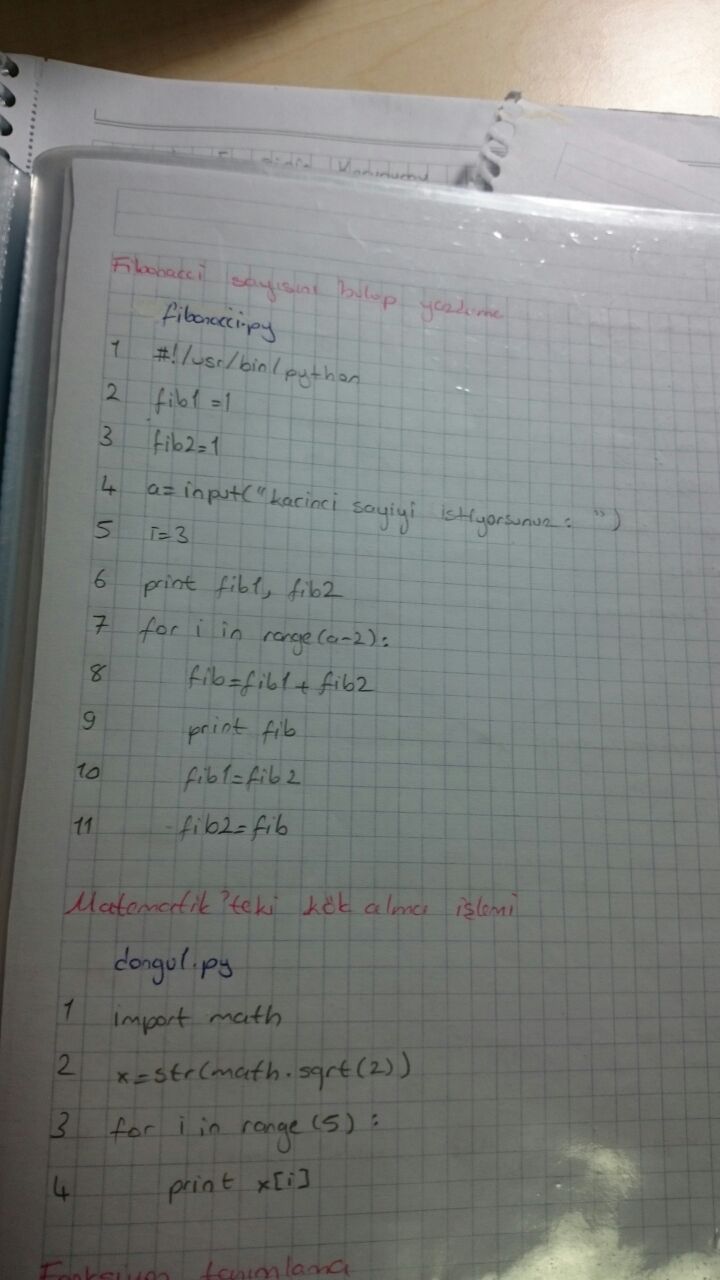 Fibonacci sayısını bulup yazdırma
fibonacci.py
1 #!/usr/bin/python
2 fib1=1
3 fib2=1
4 a=input("kacinci sayiyi istiyorsunuz: ")
5 i=3
6 print fib1, fib2
7 for i in range(a-2):
8 fib=fib1+fib2
9 print fib
10 fib1=fib2
11 fib2=fib
Matematik'teki kök alma işlemi
dongu1.py
1 import math
2 x=str(math.sqrt(2))
3 for i in range(5):
4 print x[i]
Fonksiyon tanımlama